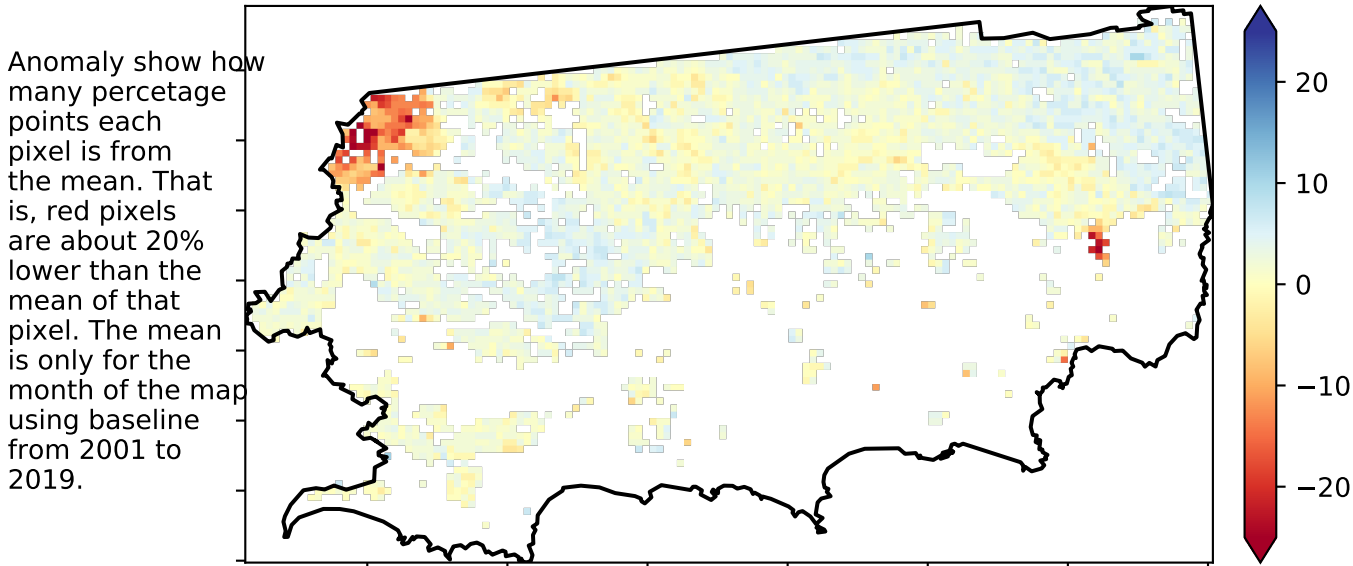 Anomaly show how
many percetage
points each
pixel is from
the mean. That
is, red pixels
are about 20%
lower than the
mean of that
pixel. The mean
is only for the
month of the map
using baseline
from 2001 to
2019.
20
10
0
−10
−20